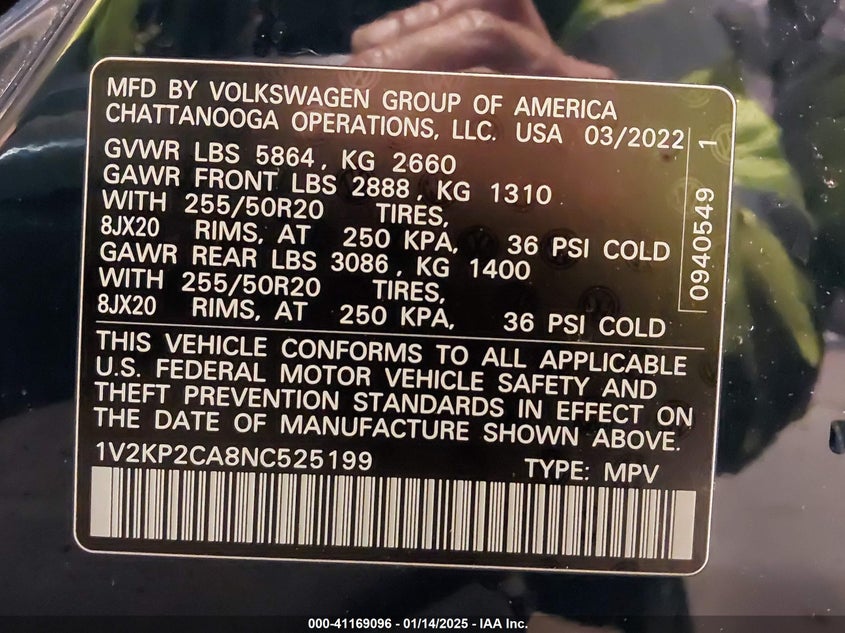 MFD BY VOLKSWAGEN GROUP OF AMERICA
CHATTANOOGA OPERATIONS, LLC. USA 03/2022
GVWR LBS 5864, KG 2660
GAWR FRONT LBS 2888, KG 1310
WITH 255/50R20 TIRES,
8JX20 RIMS, AT 250 KPA, 36 PSI COLD
GAWR REAR LBS 3086, KG 1400
WITH 255/50R20 TIRES,
8JX20 RIMS, AT 250 KPA, 36 PSI COLD
0940549 1
THIS VEHICLE CONFORMS TO ALL APPLICABLE
U.S. FEDERAL MOTOR VEHICLE SAFETY AND
THEFT PREVENTION STANDARDS IN EFFECT ON
THE DATE OF MANUFACTURE SHOWN ABOVE.
1V2KP2CA8NC525199 TYPE: MPV
000-41169096 - 01/14/2025 - IAA Inc.